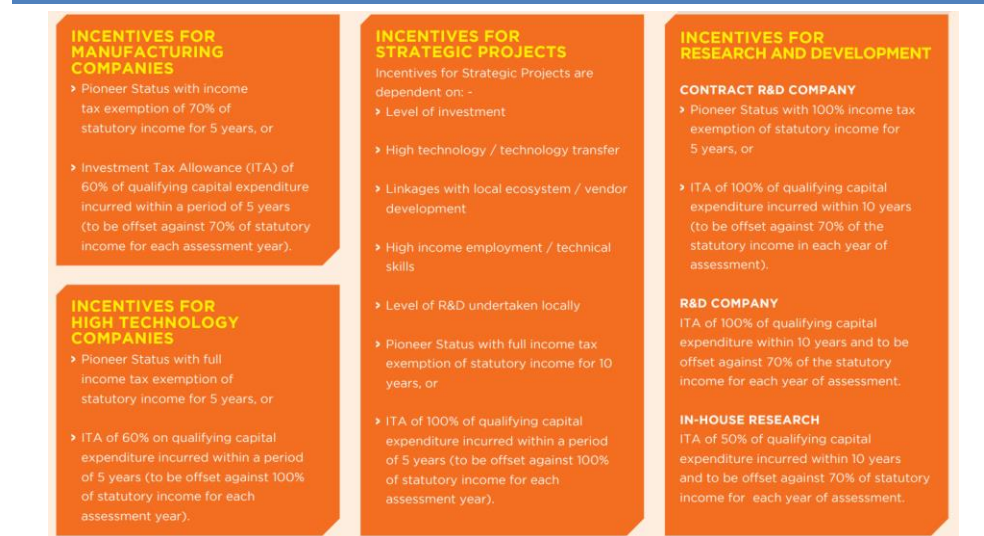 INCENTIVES FOR
MANUFACTURING
COMPANIES
> Pioneer Status with income
tax exemption of 70% of
statutory income for 5 years, or
> Investment Tax Allowance (ITA) of
60% of qualifying capital expenditure
incurred within a period of 5 years
(to be offset against 70% of statutory
income for each assessment year).
INCENTIVES FOR
HIGH TECHNOLOGY
COMPANIES
> Pioneer Status with full
income tax exemption of
statutory income for 5 years, or
> ITA of 60% on qualifying capital
expenditure incurred within a period
of 5 years (to be offset against 100%
of statutory income for each
assessment year).
INCENTIVES FOR
STRATEGIC PROJECTS
Incentives for Strategic Projects are
dependent on: -
> Level of investment
> High technology / technology transfer
> Linkages with local ecosystem / vendor
development
> High income employment / technical
skills
> Level of R&D undertaken locally
> Pioneer Status with full income tax
exemption of statutory income for 10
years, or
> ITA of 100% of qualifying capital
expenditure incurred within a period
of 5 years (to be offset against 100%
of statutory income for each
assessment year).
INCENTIVES FOR
RESEARCH AND DEVELOPMENT
CONTRACT R&D COMPANY
> Pioneer Status with 100% income tax
exemption of statutory income for
5 years, or
> ITA of 100% of qualifying capital
expenditure incurred within 10 years
(to be offset against 70% of the
statutory income in each year of
assessment).
R&D COMPANY
ITA of 100% of qualifying capital
expenditure within 10 years and to be
offset against 70% of the statutory
income for each year of assessment.
IN-HOUSE RESEARCH
ITA of 50% of qualifying capital
expenditure incurred within 10 years
and to be offset against 70% of statutory
income for each year of assessment.